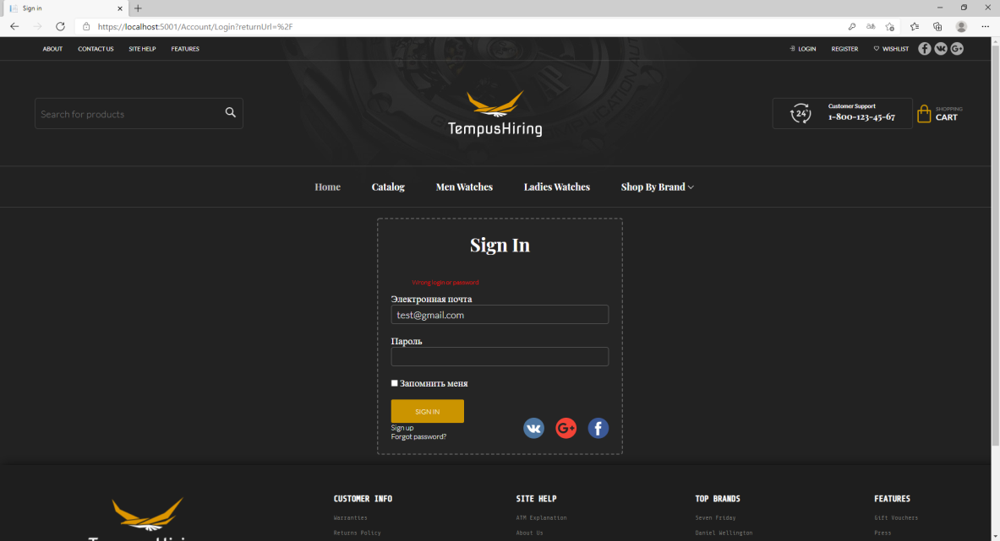 Sign in
https://localhost:5001/Account/Login?returnUrl=%2F
ABOUT CONTACT US SITE HELP FEATURES
LOGIN REGISTER WISHLIST
Search for products
TempusHiring
24
Customer Support
1-800-123-45-67
SHOPPING
CART
Home Catalog Men Watches Ladies Watches Shop By Brand
Sign In
Wrong login or password
Электронная почта
test@gmail.com
Пароль
Запомнить меня
SIGN IN
Sign up
Forgot password?
G+
f
TempusHiring
CUSTOMER INFO
Warranties
Returns Policy
SITE HELP
ATM Explanation
About Us
TOP BRANDS
Seven Friday
Daniel Wellington
FEATURES
Gift Vouchers
Press